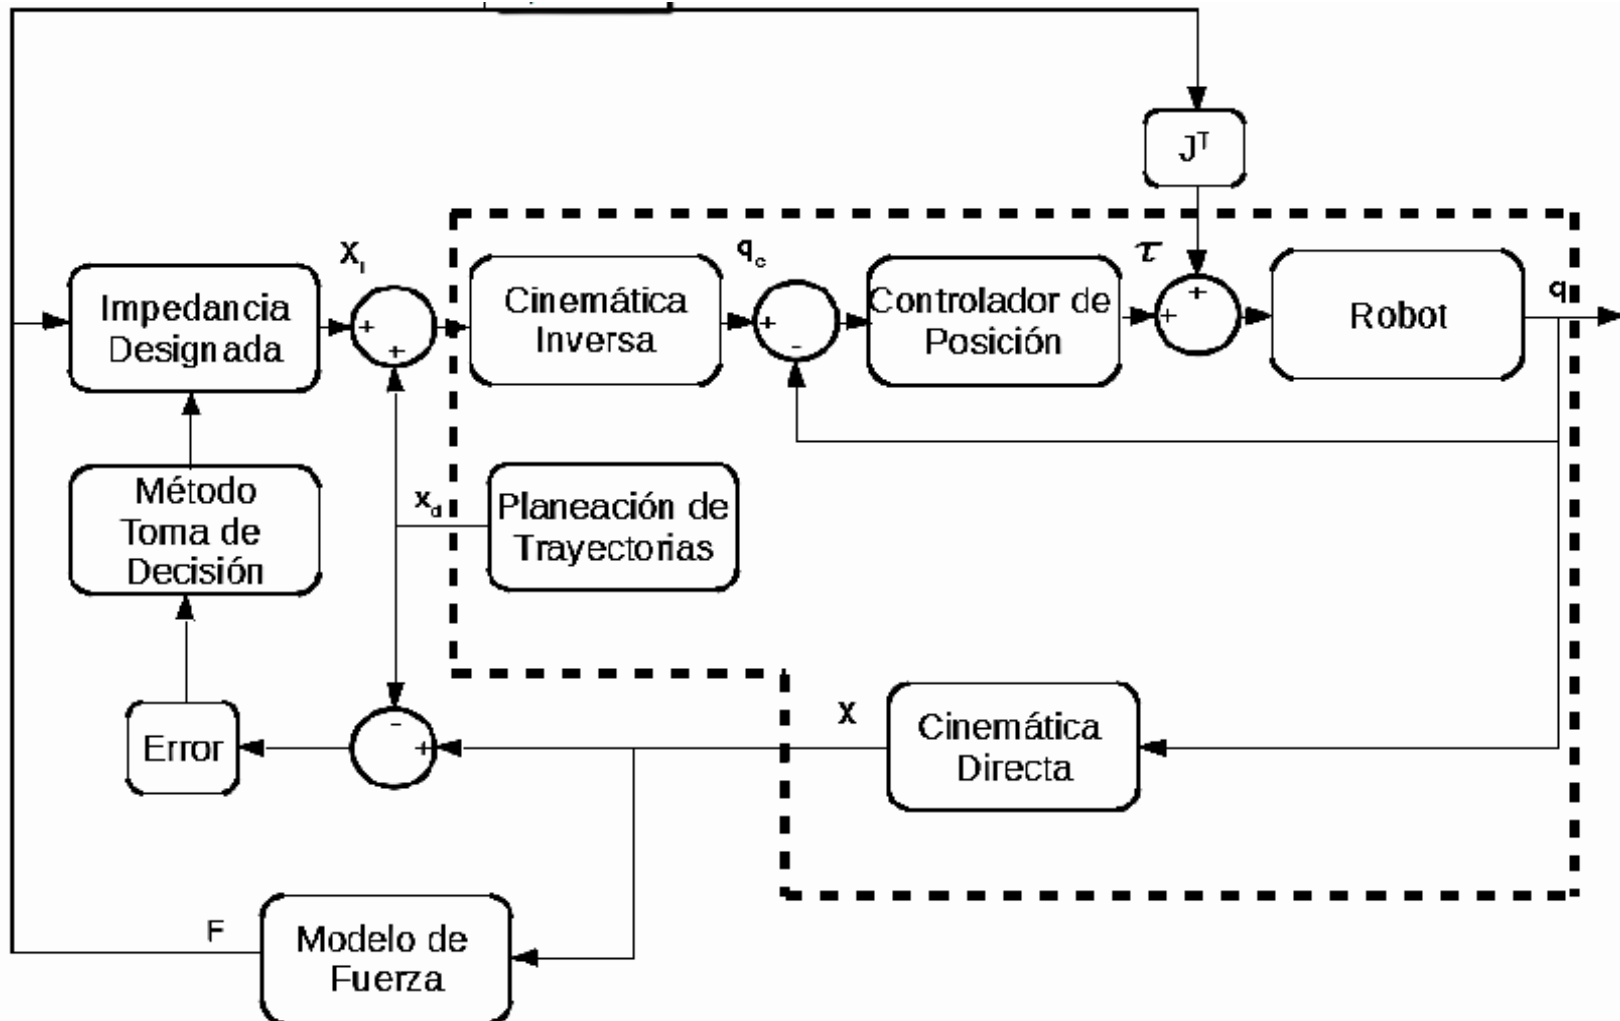 J^T
X_I
q_c
τ
q
Impedancia
Designada
+
+
Cinemática
Inversa
+
-
Controlador de
Posición
+
+
Robot
Método
Toma de
Decisión
x_d
Planeación de
Trayectorias
Error
-
+
X
Cinemática
Directa
F
Modelo de
Fuerza